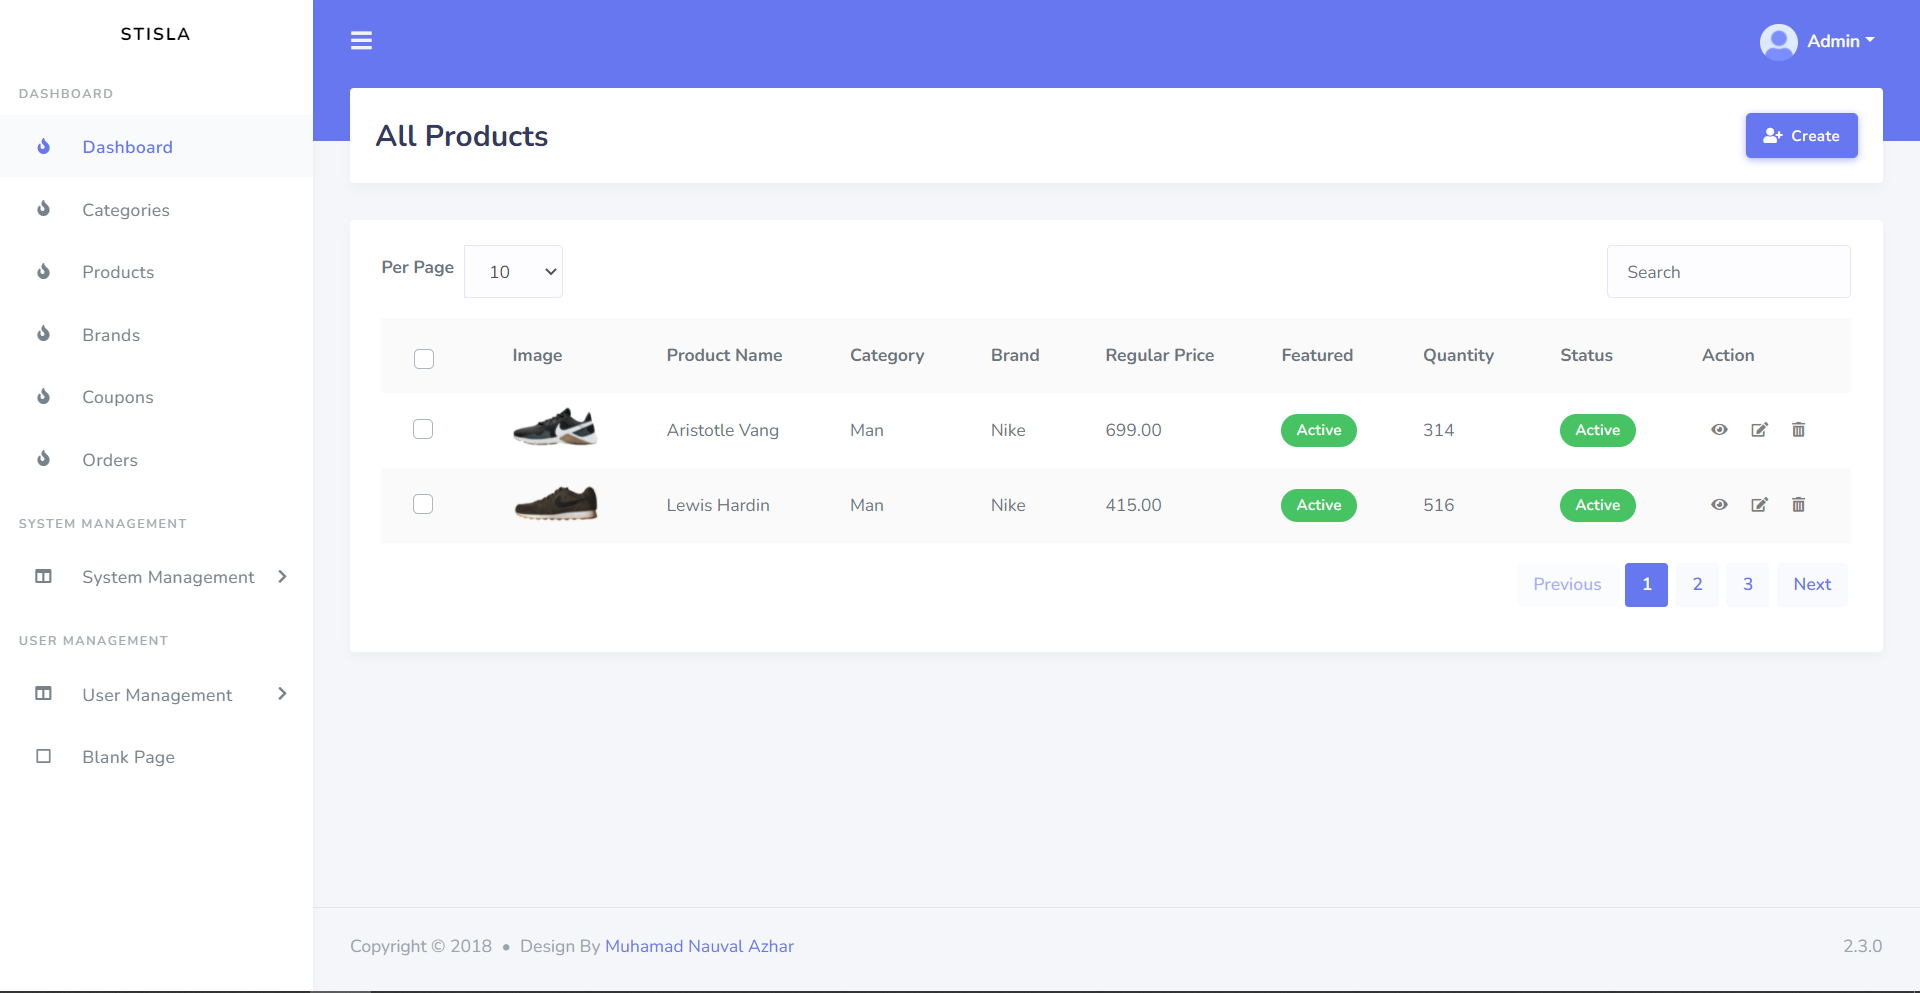 STISLA
Admin
DASHBOARD
Dashboard
Categories
Products
Brands
Coupons
Orders
SYSTEM MANAGEMENT
System Management
USER MANAGEMENT
User Management
Blank Page
All Products
Create
Per Page 10
Search
Image Product Name Category Brand Regular Price Featured Quantity Status Action
Aristotle Vang Man Nike 699.00 Active 314 Active
Lewis Hardin Man Nike 415.00 Active 516 Active
Previous 1 2 3 Next
Copyright © 2018 • Design By Muhamad Nauval Azhar
2.3.0